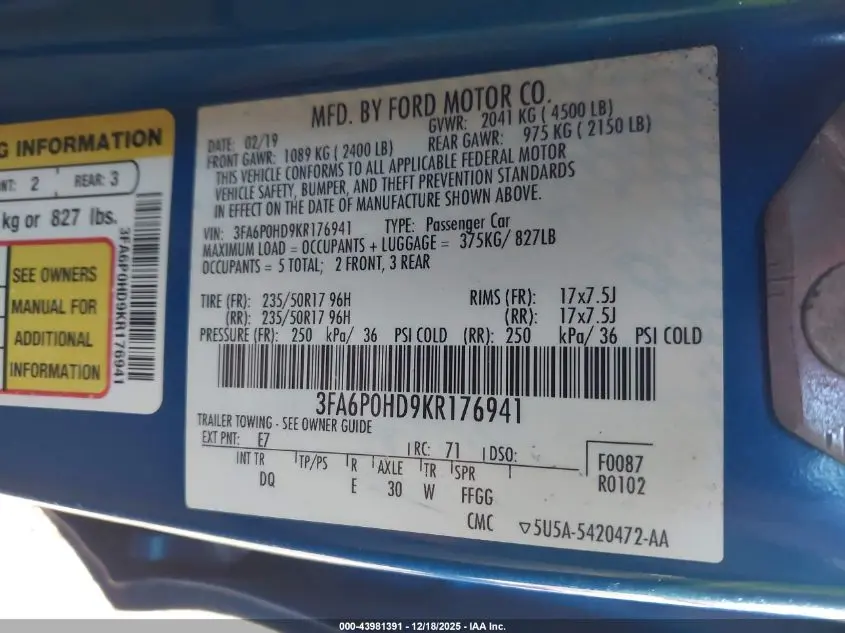 G INFORMATION
NT: 2 REAR: 3
kg or 827 lbs.
SEE OWNERS
MANUAL FOR
ADDITIONAL
INFORMATION
3FA6P0HD9KR176941
MFD. BY FORD MOTOR CO.
DATE: 02/19 GVWR: 2041 KG ( 4500 LB)
FRONT GAWR: 1089 KG ( 2400 LB) REAR GAWR: 975 KG ( 2150 LB)
THIS VEHICLE CONFORMS TO ALL APPLICABLE FEDERAL MOTOR
VEHICLE SAFETY, BUMPER, AND THEFT PREVENTION STANDARDS
IN EFFECT ON THE DATE OF MANUFACTURE SHOWN ABOVE.
VIN: 3FA6P0HD9KR176941 TYPE: Passenger Car
MAXIMUM LOAD = OCCUPANTS + LUGGAGE = 375KG/ 827LB
OCCUPANTS = 5 TOTAL; 2 FRONT, 3 REAR
TIRE (FR): 235/50R17 96H RIMS (FR): 17x7.5J
(RR): 235/50R17 96H (RR): 17x7.5J
PRESSURE (FR): 250 kPa/ 36 PSI COLD (RR): 250 kPa/ 36 PSI COLD
3FA6P0HD9KR176941
TRAILER TOWING - SEE OWNER GUIDE
EXT PNT: E7 RC: 71 DSO:
INT TR TP/PS R AXLE TR SPR
DQ E 30 W FFGG
F0087
R0102
CMC ▽5U5A-5420472-AA
000-43981391 - 12/18/2025 - IAA Inc.